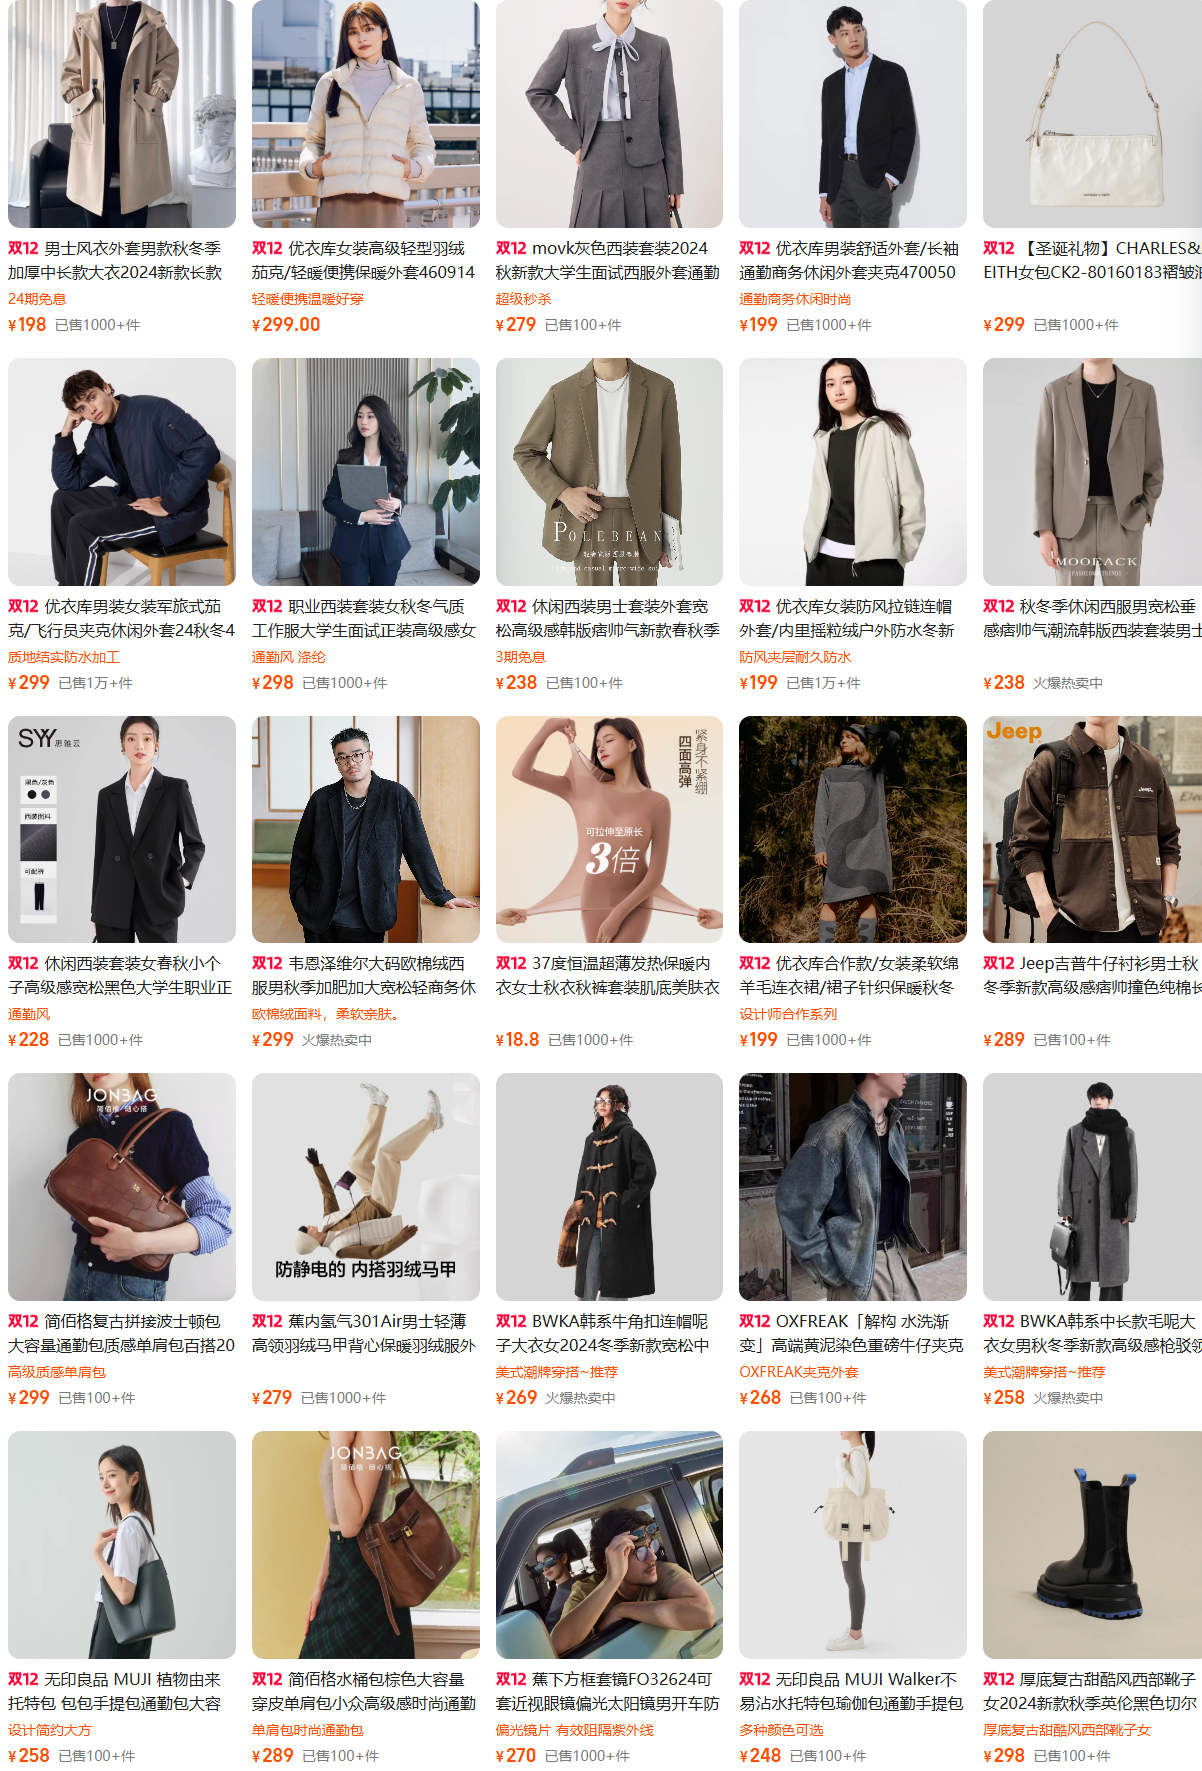 双12 男士风衣外套男款秋冬季
加厚中长款大衣2024新款长款
24期免息
¥198 已售1000+件
双12 优衣库女装高级轻型羽绒
茄克/轻暖便携保暖外套460914
轻暖便携温暖好穿
¥299.00
双12 movk灰色西装套装2024
秋新款大学生面试西服外套通勤
超级秒杀
¥279 已售100+件
双12 优衣库男装舒适外套/长袖
通勤商务休闲外套夹克470050
通勤商务休闲时尚
¥199 已售1000+件
双12 【圣诞礼物】CHARLES&
EITH女包CK2-80160183褶皱
¥299 已售1000+件
双12 优衣库男装女装军旅式茄
克/飞行员夹克休闲外套24秋冬4
质地结实防水加工
¥299 已售1万+件
双12 职业西装套装女秋冬气质
工作服大学生面试正装高级感女
通勤风 涤纶
¥298 已售1000+件
POLEBEAN
双12 休闲西装男士套装外套宽
松高级感韩版痞帅气新款春秋季
3期免息
¥238 已售100+件
双12 优衣库女装防风拉链连帽
外套/内里摇粒绒户外防水冬新
防风夹层耐久防水
¥199 已售1万+件
MOOEACK
FASHION TRENDS
双12 秋冬季休闲西服男宽松垂
感痞帅气潮流韩版西装套装男士
¥238 火爆热卖中
SYY思雅云
黑色/灰色
西装面料
可配裤
双12 休闲西装套装女春秋小个
子高级感宽松黑色大学生职业正
通勤风
¥228 已售1000+件
双12 韦恩泽维尔大码欧棉绒西
服男秋季加肥加大宽松轻商务休
欧棉绒面料，柔软亲肤。
¥299 火爆热卖中
紧身不紧绷
四面高弹
可拉伸至原长
3倍
双12 37度恒温超薄发热保暖内
衣女士秋衣秋裤套装肌底美肤衣
¥18.8 已售1000+件
双12 优衣库合作款/女装柔软绵
羊毛连衣裙/裙子针织保暖秋冬
设计师合作系列
¥199 已售1000+件
Jeep
Jeep
双12 Jeep吉普牛仔衬衫男士秋
冬季新款高级感痞帅撞色纯棉长
¥289 已售100+件
JONBAG
简佰格/随心搭
双12 简佰格复古拼接波士顿包
大容量通勤包质感单肩包百搭20
高级质感单肩包
¥299 已售100+件
防静电的 内搭羽绒马甲
双12 蕉内氢气301Air男士轻薄
高领羽绒马甲背心保暖羽绒服外
¥279 已售1000+件
双12 BWKA韩系牛角扣连帽呢
子大衣女2024冬季新款宽松中
美式潮牌穿搭~推荐
¥269 火爆热卖中
双12 OXFREAK「解构 水洗渐
变」高端黄泥染色重磅牛仔夹克
OXFREAK夹克外套
¥268 已售100+件
双12 BWKA韩系中长款毛呢大
衣女男秋冬季新款高级感枪驳领
美式潮牌穿搭~推荐
¥258 火爆热卖中
双12 无印良品 MUJI 植物由来
托特包 包包手提包通勤包大容
设计简约大方
¥258 已售100+件
JONBAG
简佰格·随心搭
双12 简佰格水桶包棕色大容量
穿皮单肩包小众高级感时尚通勤
单肩包时尚通勤包
¥289 已售100+件
双12 蕉下方框套镜FO32624可
套近视眼镜偏光太阳镜男开车防
偏光镜片 有效阻隔紫外线
¥270 已售1000+件
双12 无印良品 MUJI Walker不
易沾水托特包瑜伽包通勤手提包
多种颜色可选
¥248 已售100+件
双12 厚底复古甜酷风西部靴子
女2024新款秋季英伦黑色切尔
厚底复古甜酷风西部靴子女
¥298 已售100+件